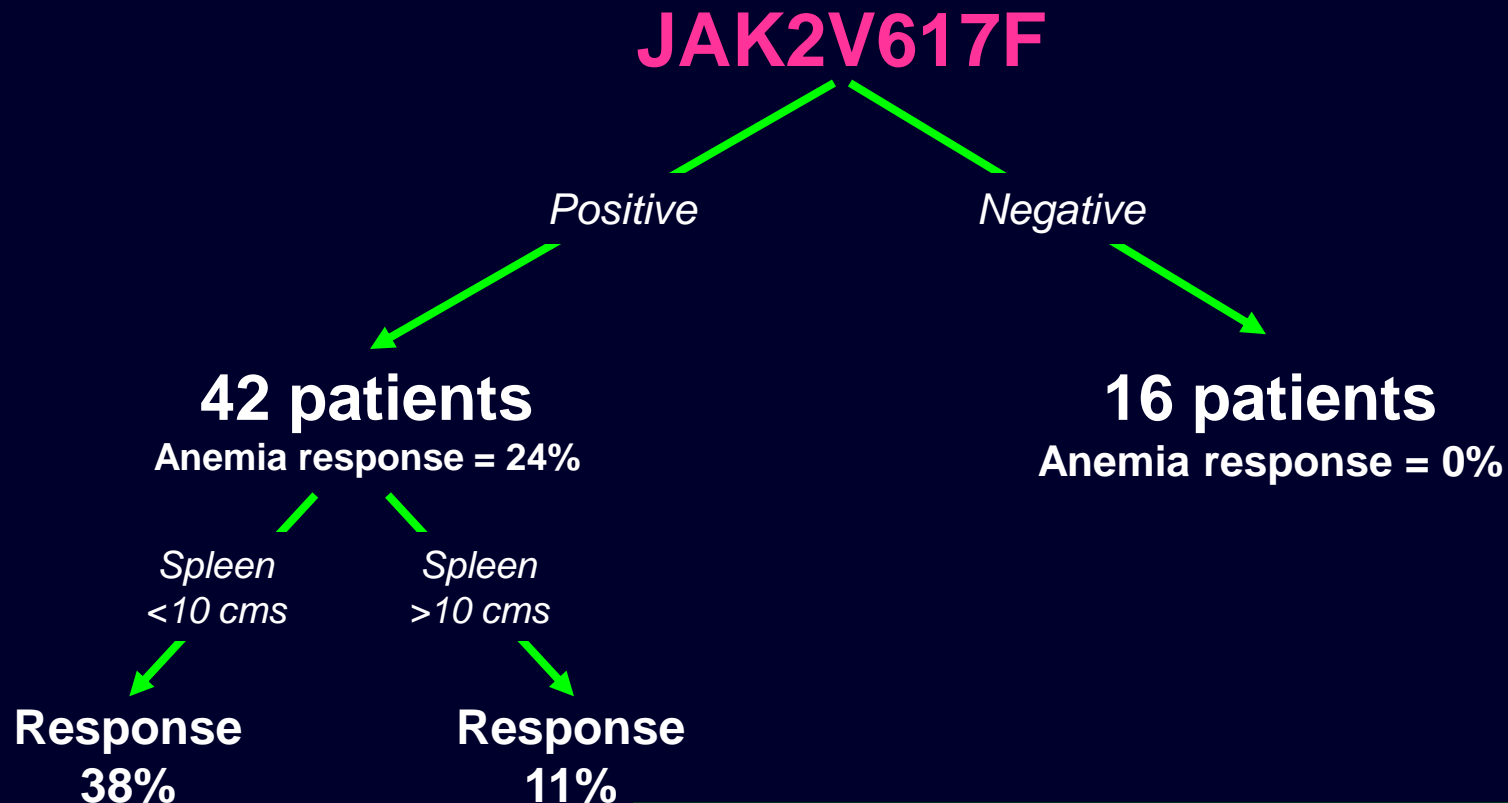 JAK2V617F
Positive
Negative
42 patients
Anemia response = 24%
16 patients
Anemia response = 0%
Spleen
<10 cms
Spleen
>10 cms
Response
38%
Response
11%